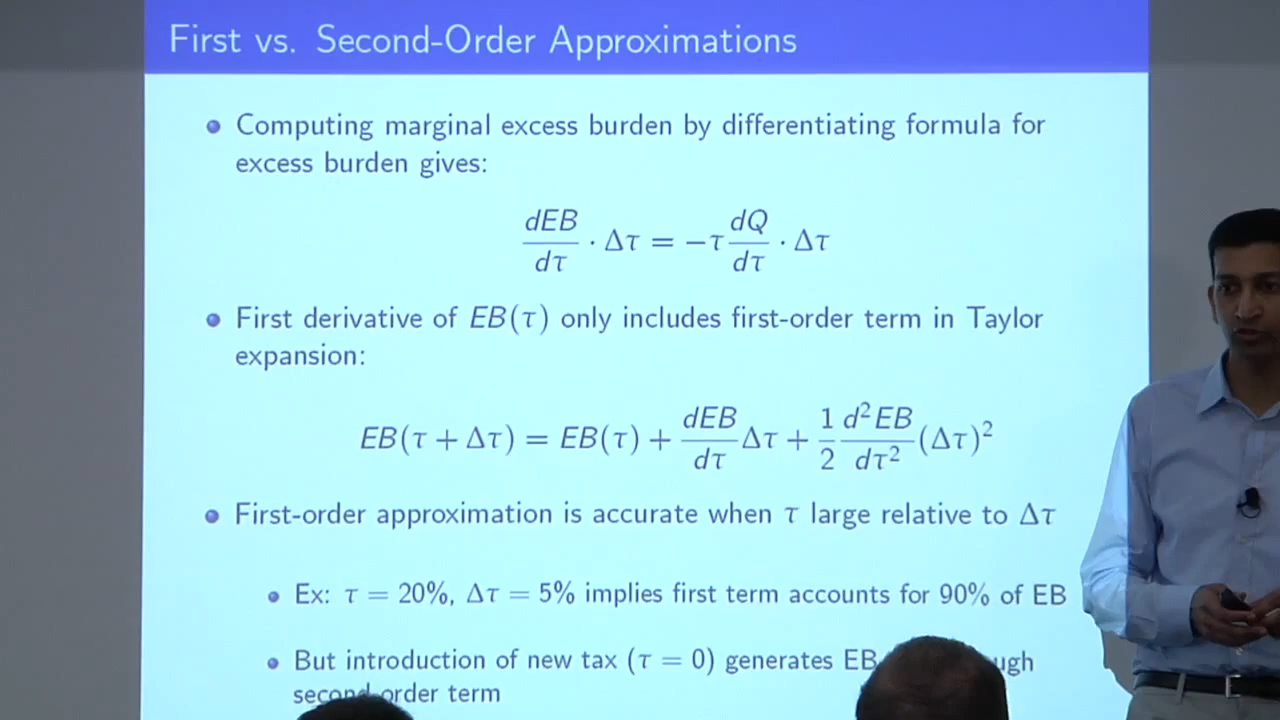 First vs. Second-Order Approximations
Computing marginal excess burden by differentiating formula for
excess burden gives:
dEB/dτ · Δτ = −τ dQ/dτ · Δτ
First derivative of EB(τ) only includes first-order term in Taylor
expansion:
EB(τ + Δτ) = EB(τ) + dEB/dτ Δτ + 1/2 d²EB/dτ² (Δτ)²
First-order approximation is accurate when τ large relative to Δτ
Ex: τ = 20%, Δτ = 5% implies first term accounts for 90% of EB
But introduction of new tax (τ = 0) generates EB
second-order term